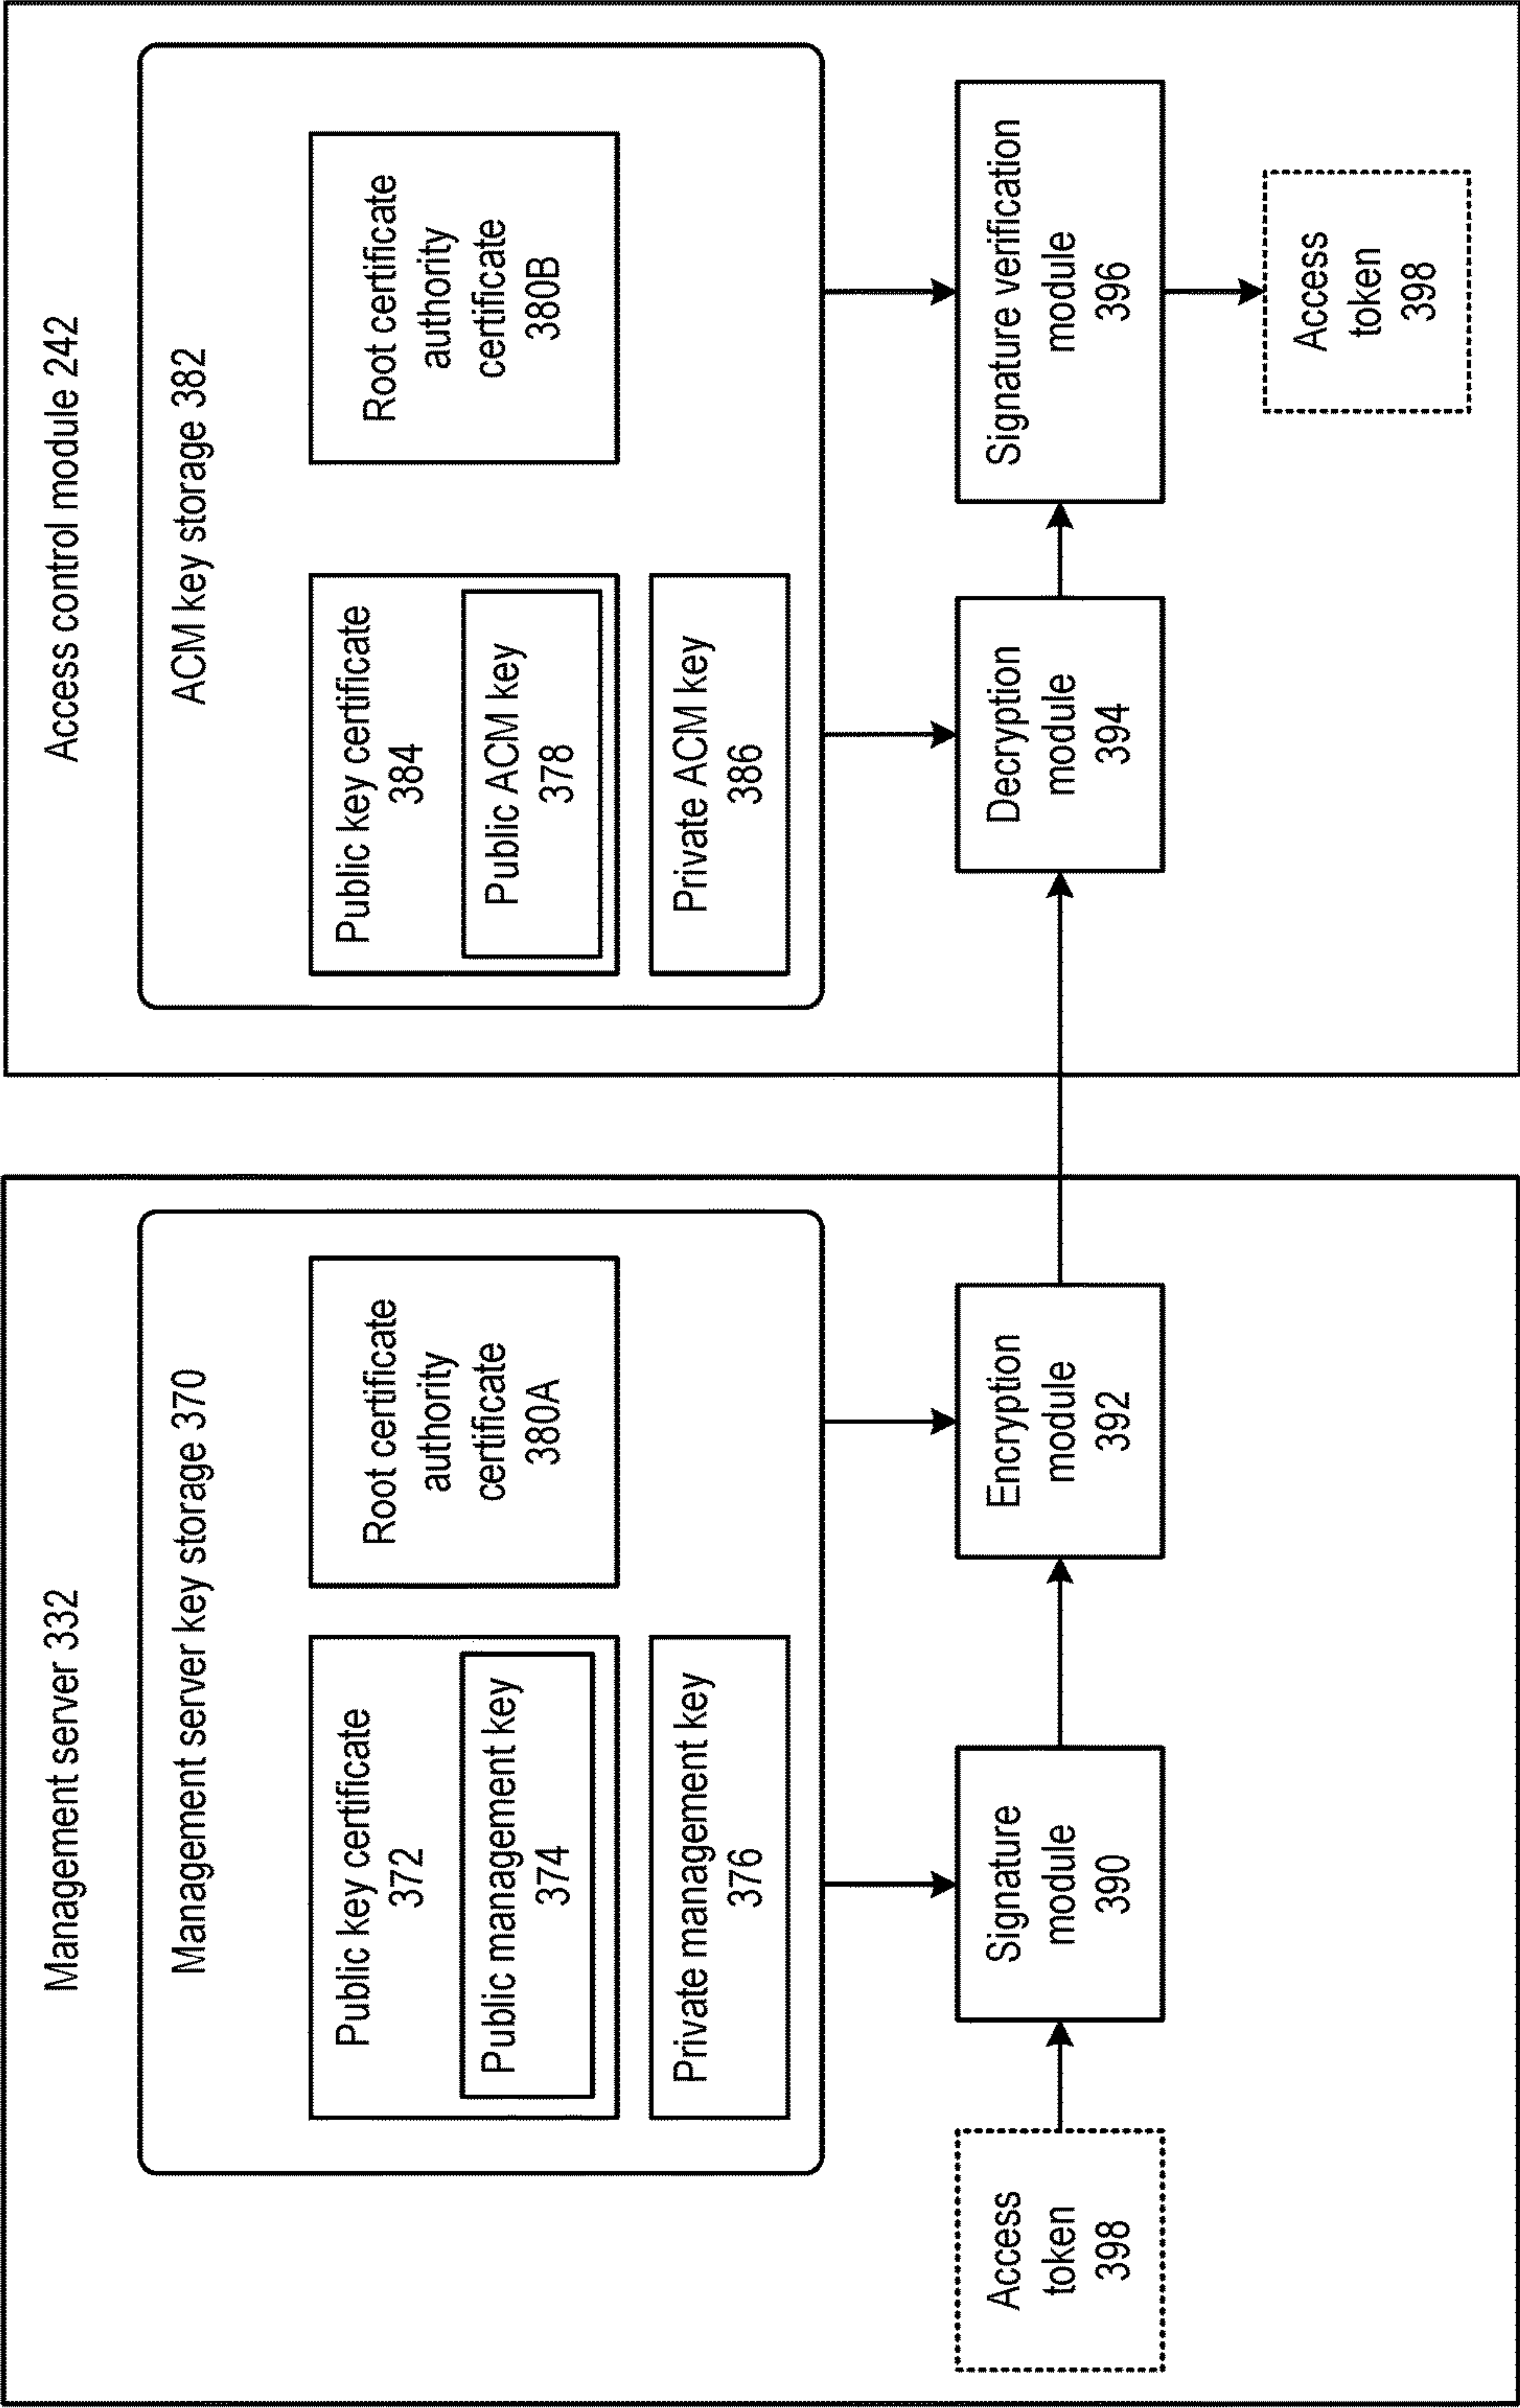 Management server 332
Management server key storage 370
Public key certificate
372
Public management key
374
Private management key
376
Root certificate
authority
certificate
380A
Access
token
398
Signature
module
390
Encryption
module
392
Access control module 242
ACM key storage 382
Public key certificate
384
Public ACM key
378
Private ACM key
386
Root certificate
authority
certificate
380B
Decryption
module
394
Signature verification
module
396
Access
token
398